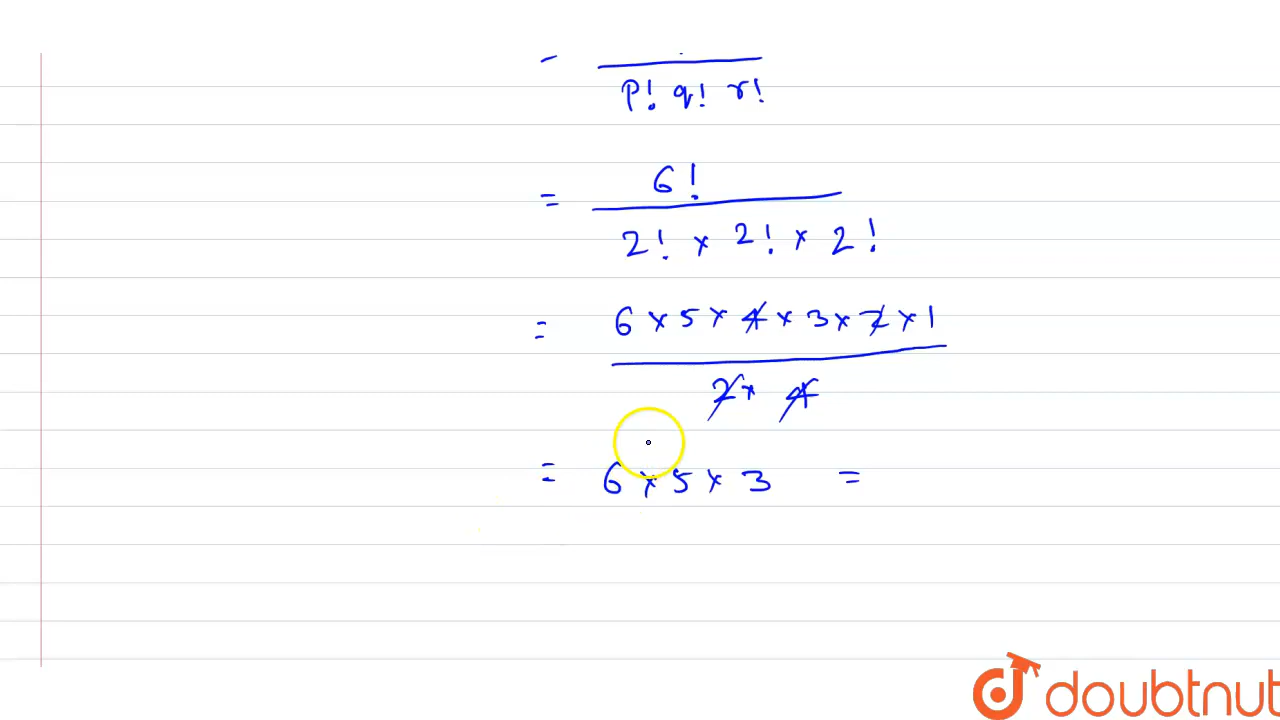 =
P! q! r!
= 6!
2! × 2! × 2!
= 6 × 5 × 4 × 3 × 2 × 1
2 × 4
= 6 × 5 × 3 =
doubtnut